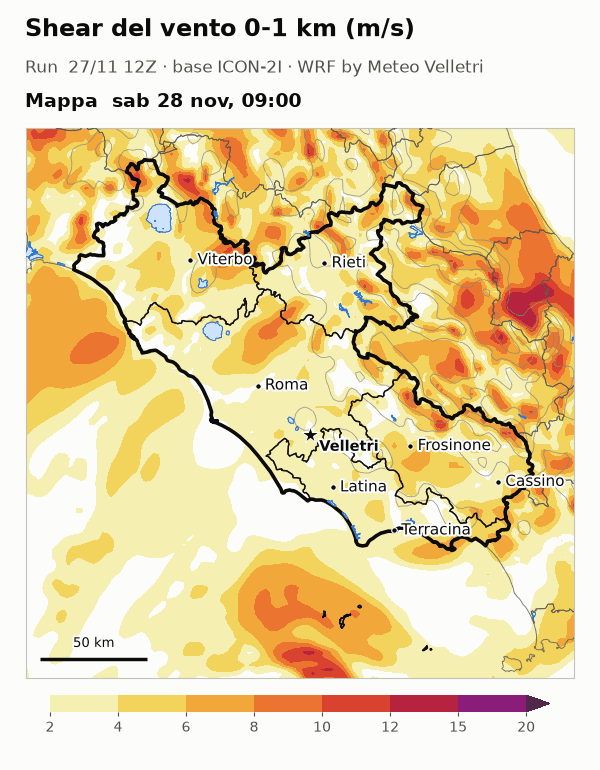 Shear del vento 0-1 km (m/s)
Run  27/11 12Z · base ICON-2I · WRF by Meteo Velletri
Mappa  sab 28 nov, 09:00
Viterbo
Rieti
Roma
Velletri
Frosinone
Latina
Cassino
Terracina
50 km
2 4 6 8 10 12 15 20